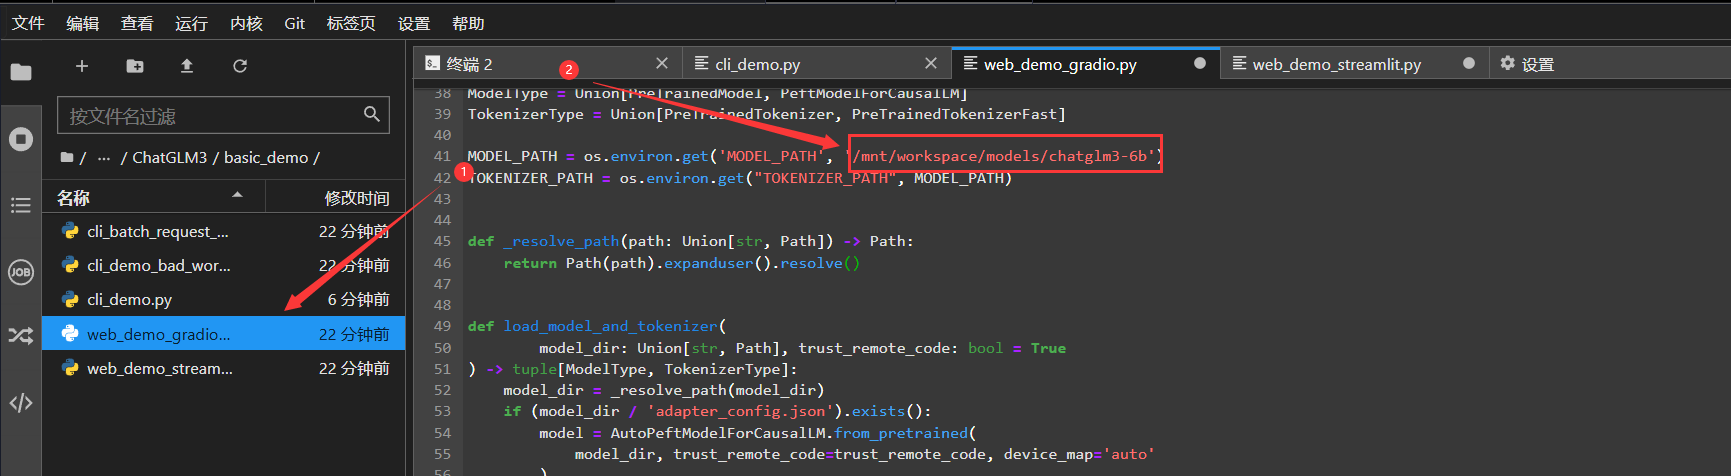 文件 编辑 查看 运行 内核 Git 标签页 设置 帮助
终端 2 cli_demo.py web_demo_gradio.py web_demo_streamlit.py 设置
按文件名过滤
/ ··· / ChatGLM3 / basic_demo /
名称 修改时间
cli_batch_request_... 22 分钟前
cli_demo_bad_wor... 22 分钟前
cli_demo.py 6 分钟前
web_demo_gradio... 22 分钟前
web_demo_stream... 22 分钟前
JOB
1
2
38 ModelType = Union[PreTrainedModel, PeftModelForCausalLM]
39 TokenizerType = Union[PreTrainedTokenizer, PreTrainedTokenizerFast]
40
41 MODEL_PATH = os.environ.get('MODEL_PATH', '/mnt/workspace/models/chatglm3-6b')
42 TOKENIZER_PATH = os.environ.get("TOKENIZER_PATH", MODEL_PATH)
43
44
45 def _resolve_path(path: Union[str, Path]) -> Path:
46     return Path(path).expanduser().resolve()
47
48
49 def load_model_and_tokenizer(
50         model_dir: Union[str, Path], trust_remote_code: bool = True
51 ) -> tuple[ModelType, TokenizerType]:
52     model_dir = _resolve_path(model_dir)
53     if (model_dir / 'adapter_config.json').exists():
54         model = AutoPeftModelForCausalLM.from_pretrained(
55             model_dir, trust_remote_code=trust_remote_code, device_map='auto'
56         )